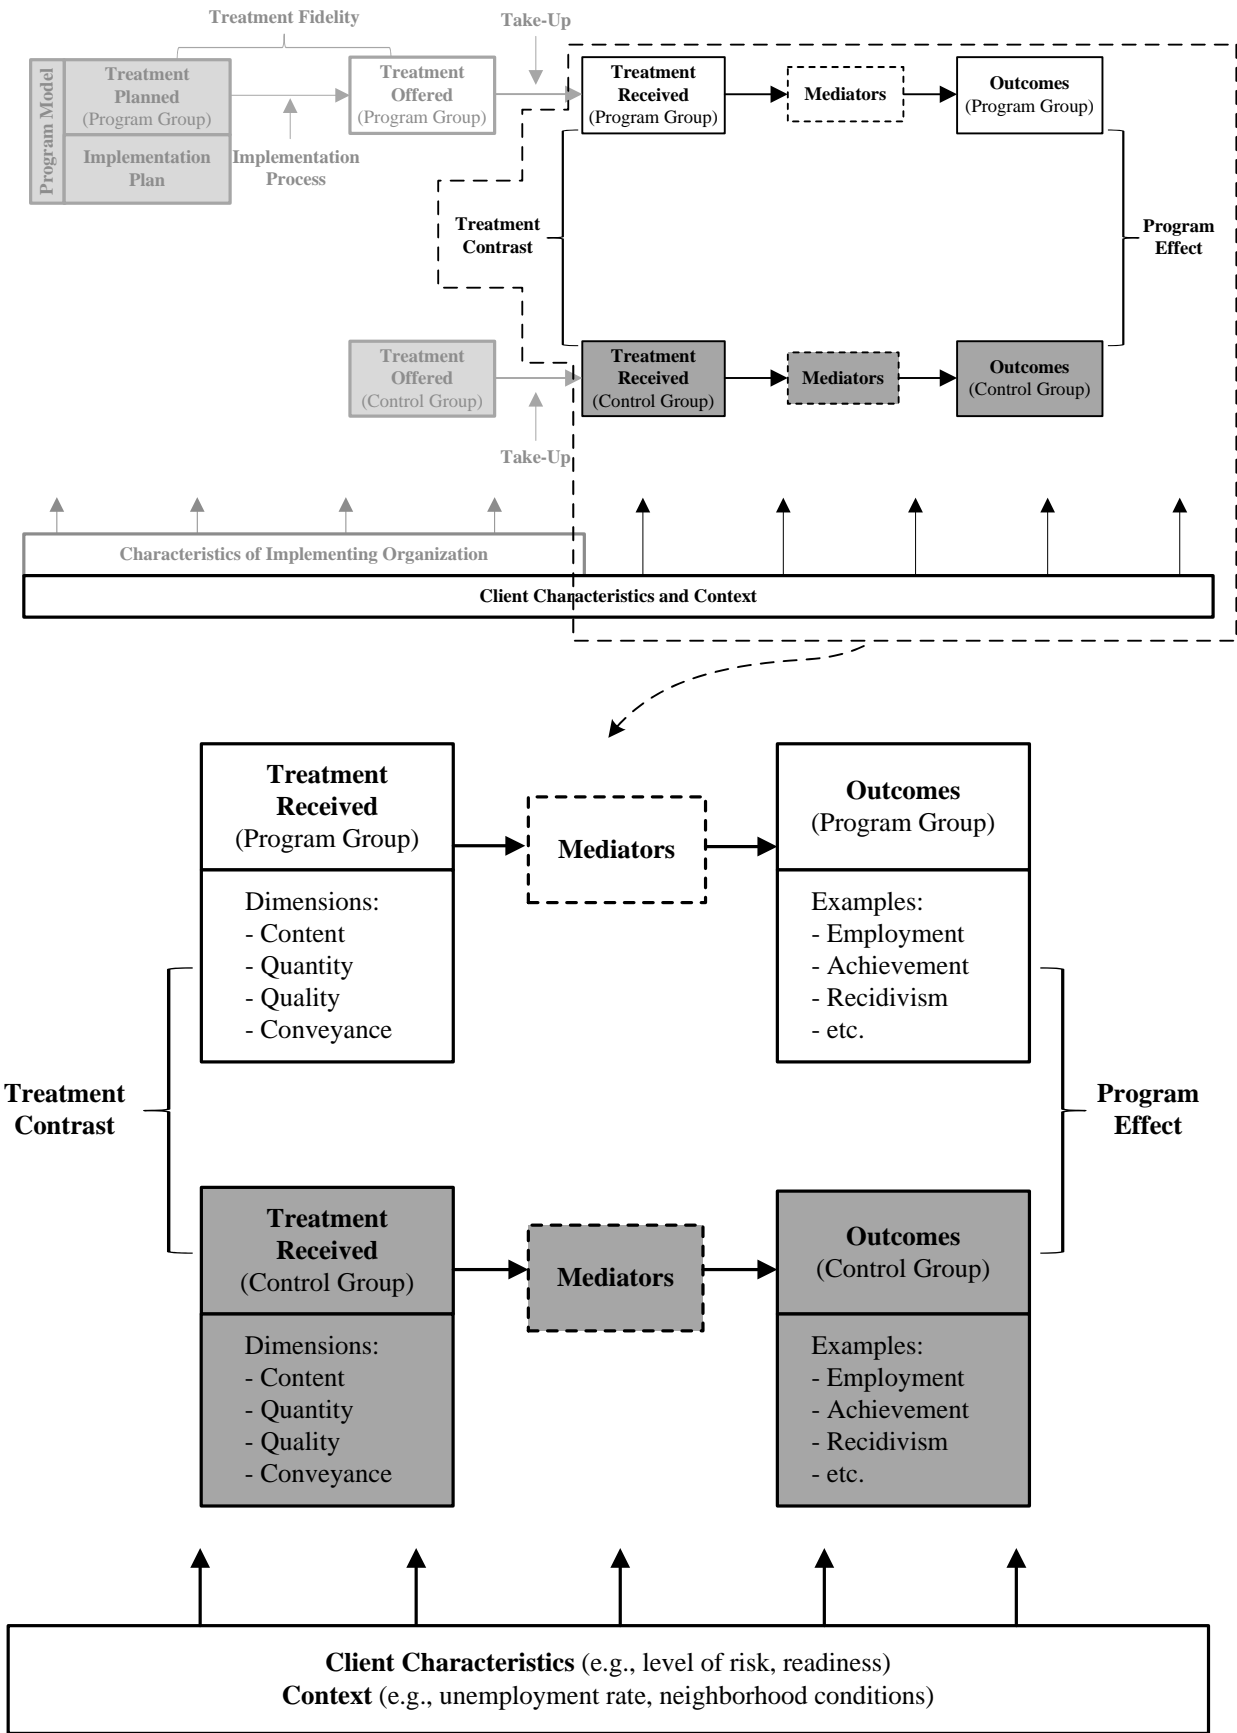 Treatment Fidelity
Take-Up
Program Model
Treatment
Planned
(Program Group)
Implementation
Plan
Implementation
Process
Treatment
Offered
(Program Group)
Treatment
Received
(Program Group)
Mediators
Outcomes
(Program Group)
Treatment
Contrast
Program
Effect
Treatment
Offered
(Control Group)
Treatment
Received
(Control Group)
Mediators
Outcomes
(Control Group)
Take-Up
Characteristics of Implementing Organization
Client Characteristics and Context
Treatment
Received
(Program Group)
Dimensions:
- Content
- Quantity
- Quality
- Conveyance
Mediators
Outcomes
(Program Group)
Examples:
- Employment
- Achievement
- Recidivism
- etc.
Treatment
Contrast
Program
Effect
Treatment
Received
(Control Group)
Dimensions:
- Content
- Quantity
- Quality
- Conveyance
Mediators
Outcomes
(Control Group)
Examples:
- Employment
- Achievement
- Recidivism
- etc.
Client Characteristics (e.g., level of risk, readiness)
Context (e.g., unemployment rate, neighborhood conditions)